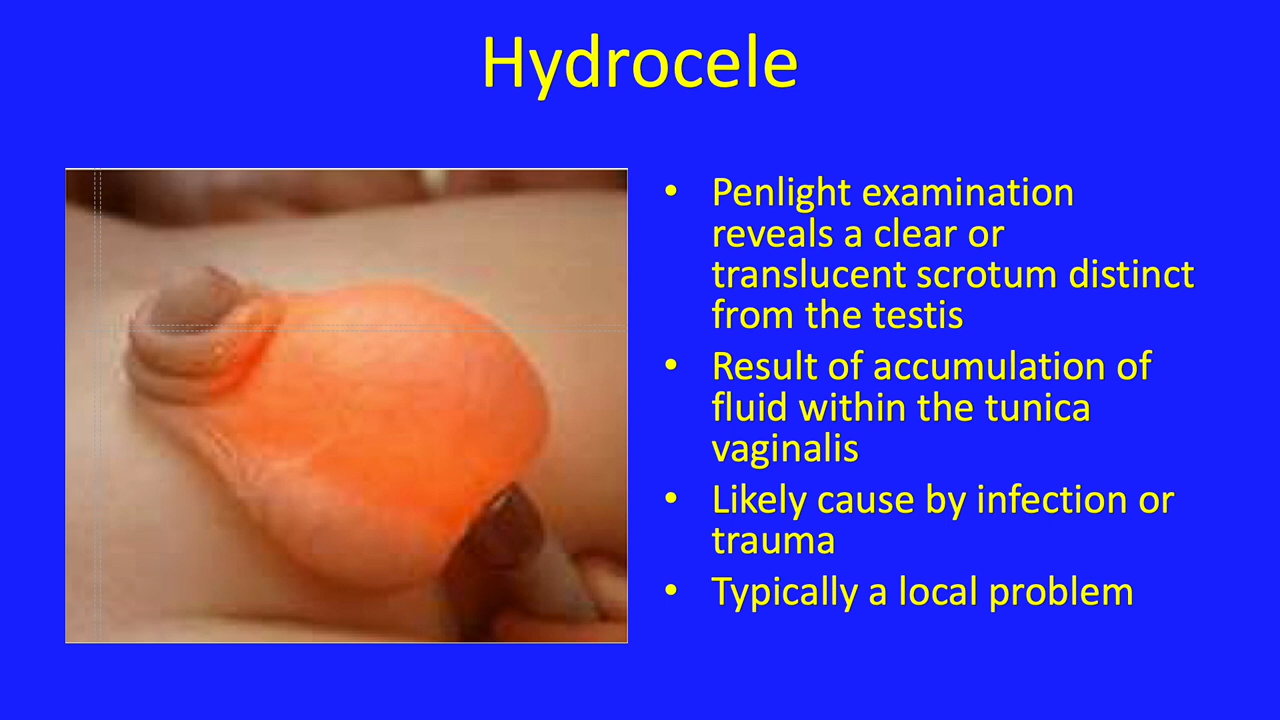 Hydrocele
• Penlight examination
reveals a clear or
translucent scrotum distinct
from the testis
• Result of accumulation of
fluid within the tunica
vaginalis
• Likely cause by infection or
trauma
• Typically a local problem